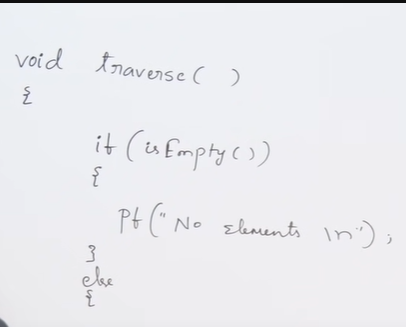 void traverse( )
{
if (isEmpty())
{
Pf("No Elements \n");
}
else
{